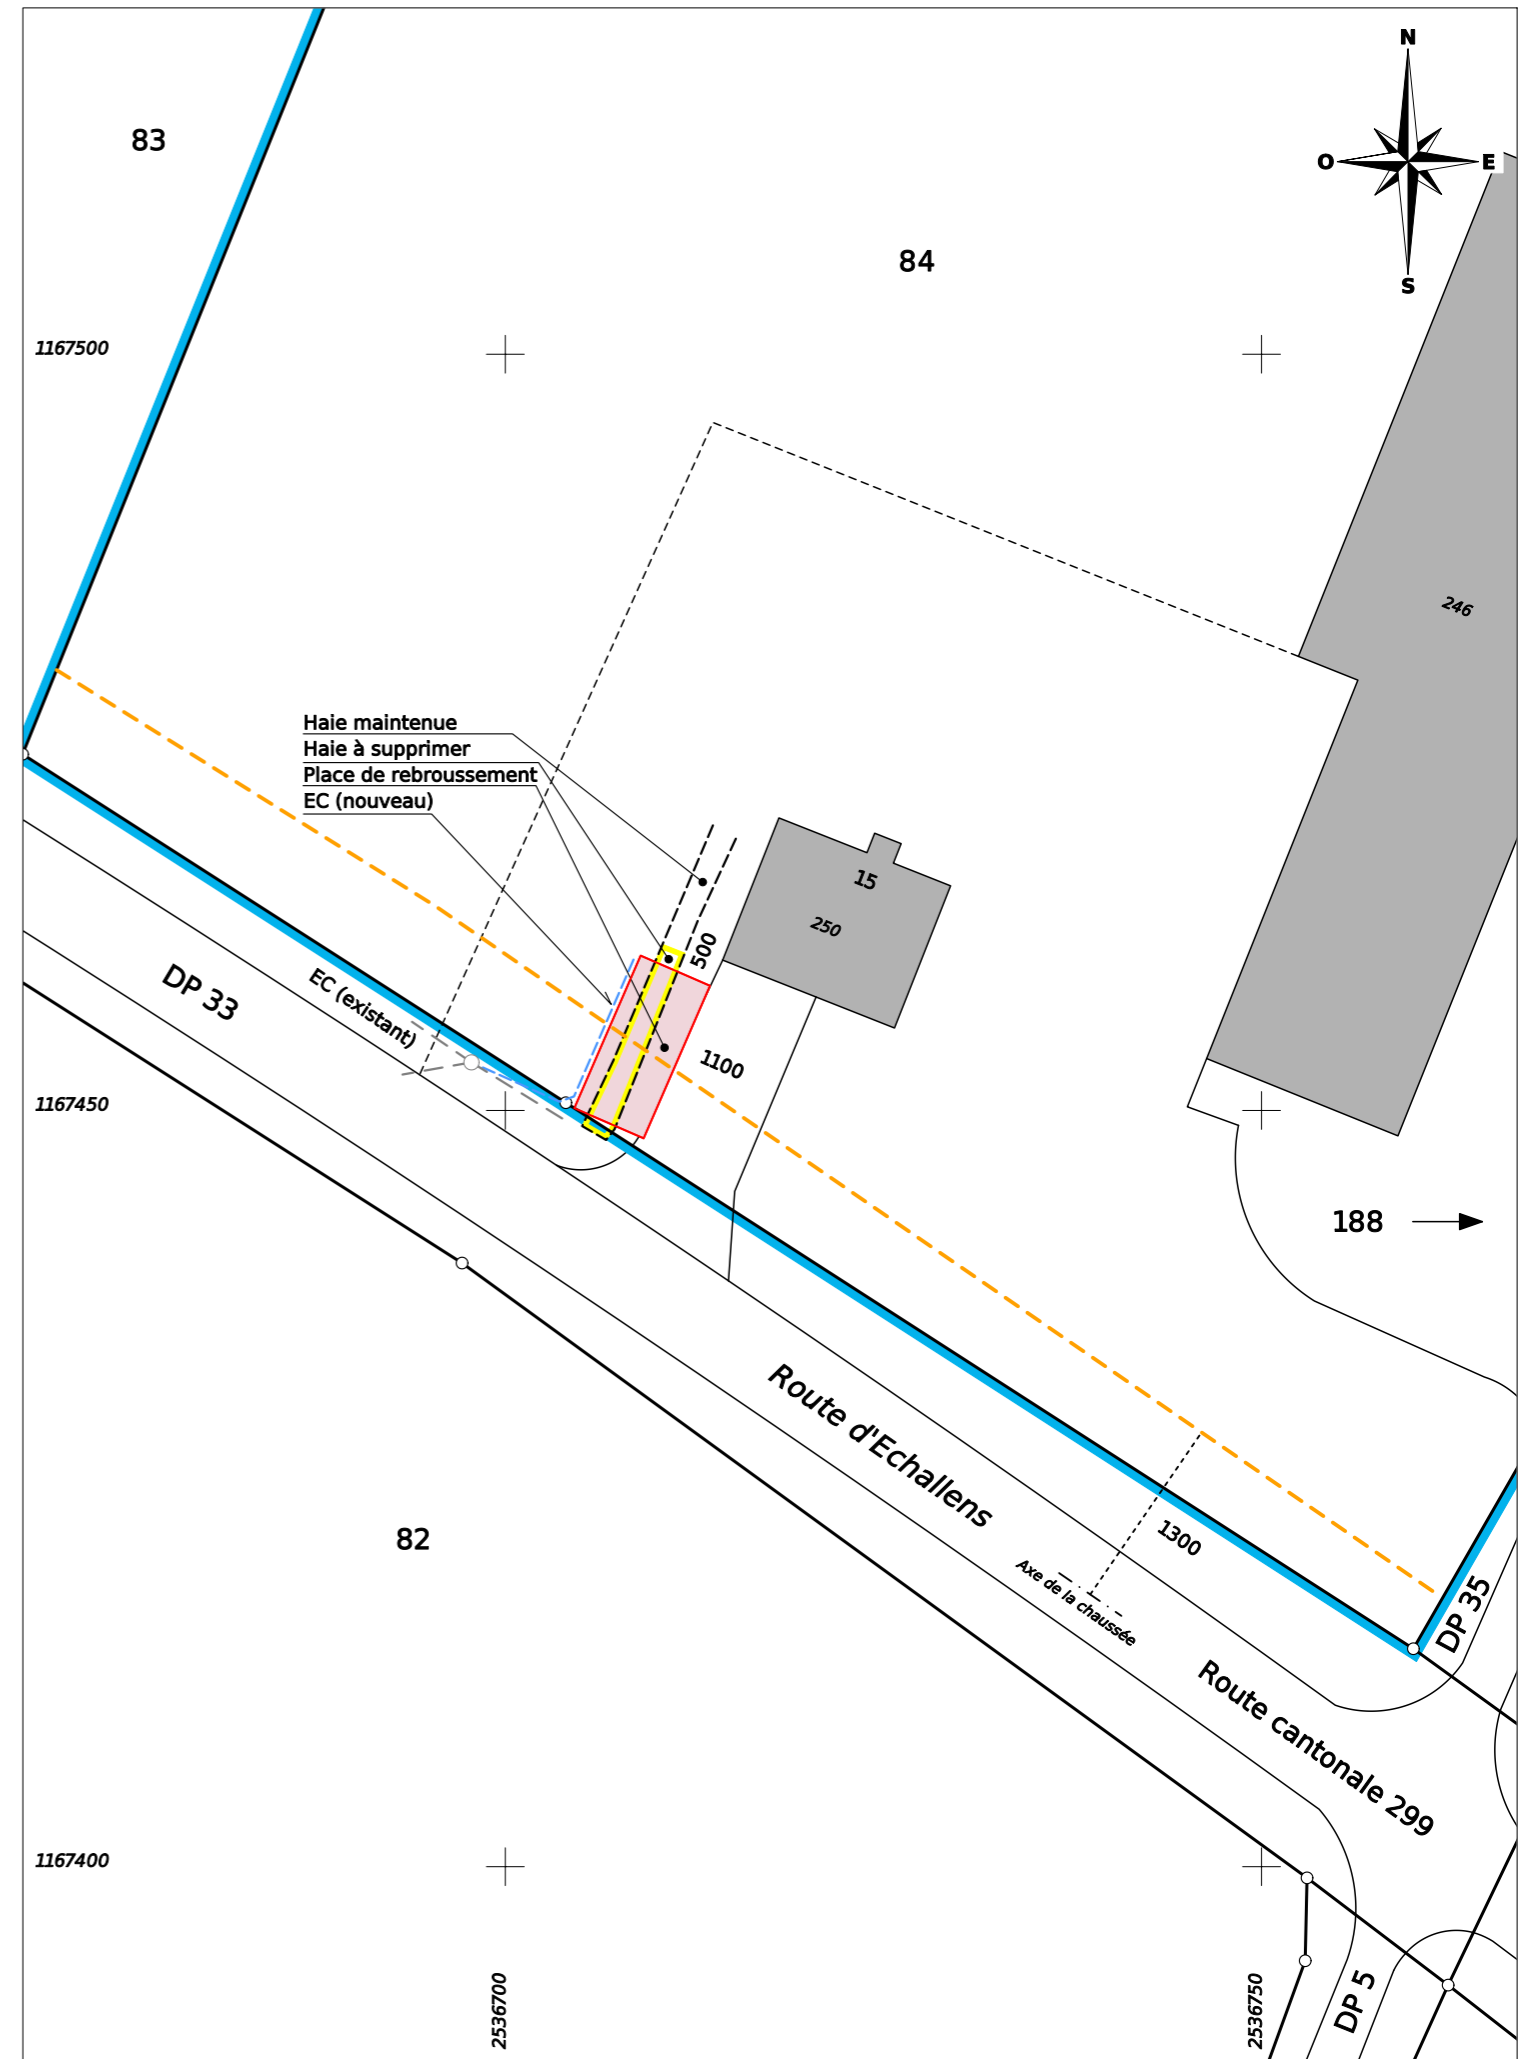 N
83
O
E
84
S
1167500
246
Haie maintenue
Haie à supprimer
Place de rebroussement
EC (nouveau)
15
250
500
DP 33
EC (existant)
1100
1167450
188
Route d'Echallens
82
1300
Axe de la chaussée
DP 35
Route cantonale 299
1167400
2536700
2536750
DP 5